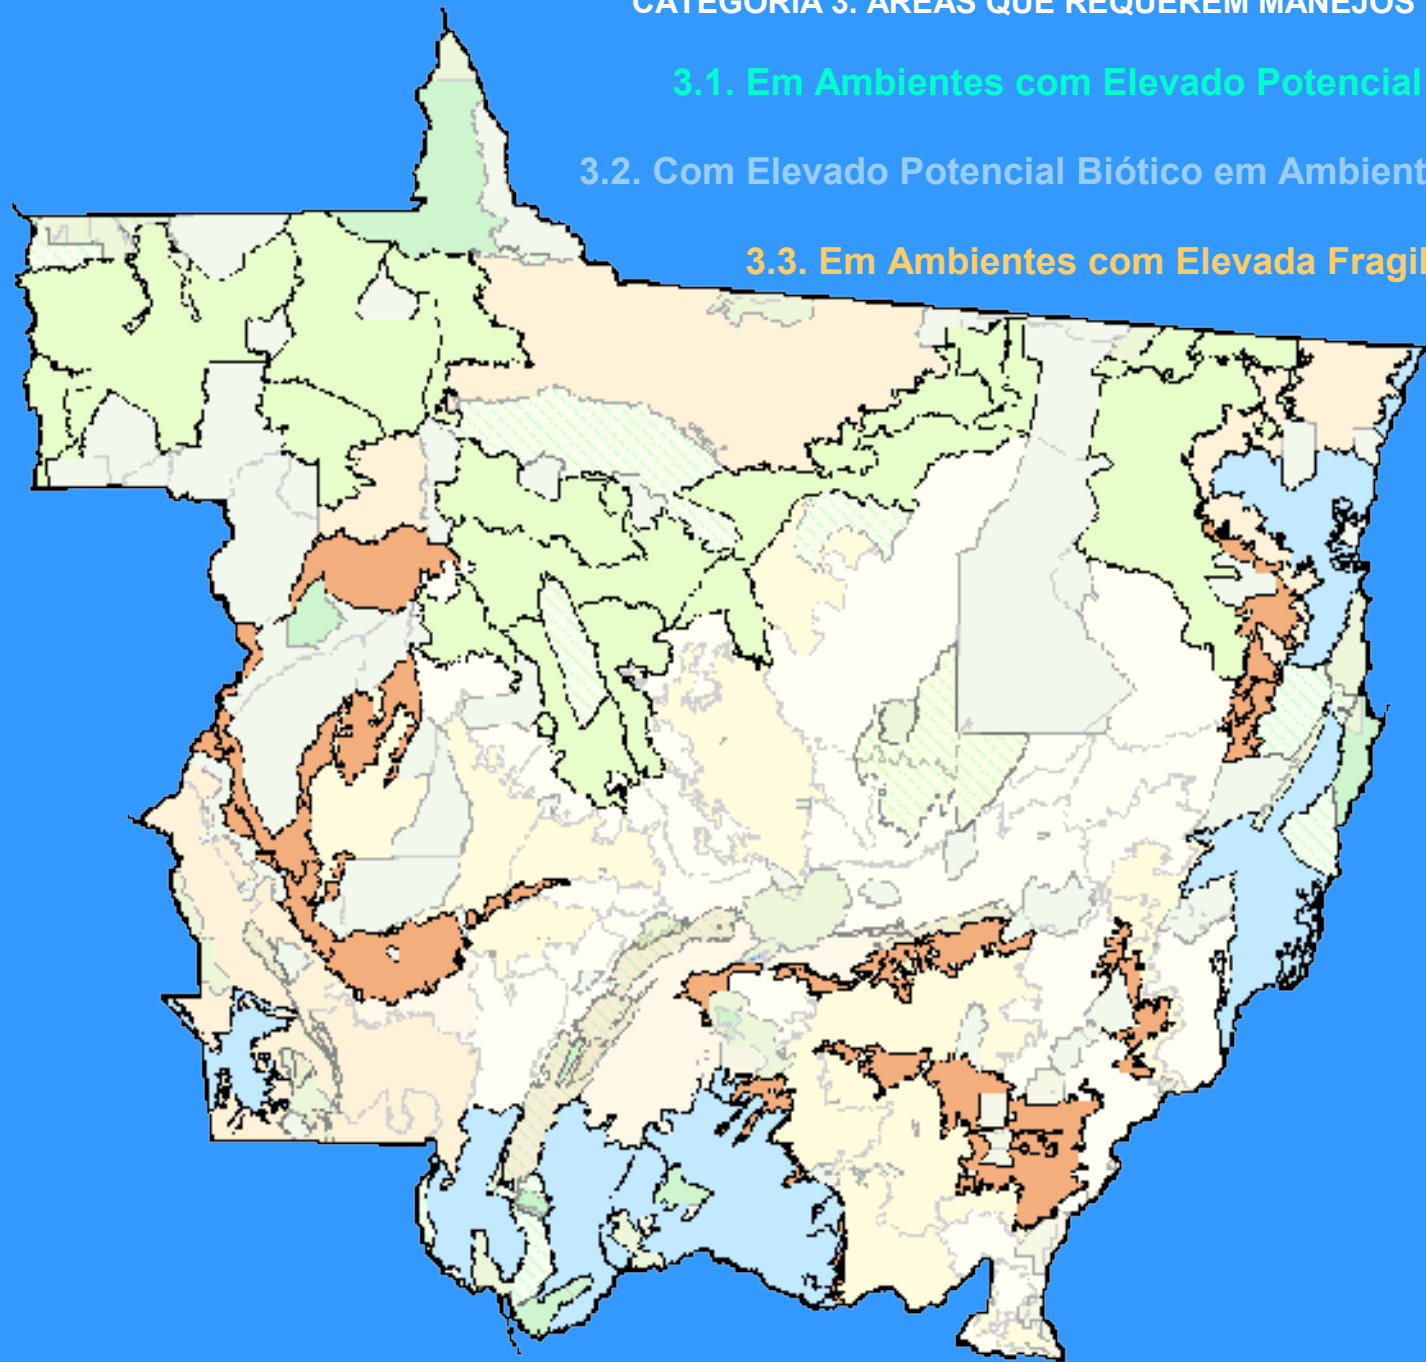 CATEGORIA 3. ÁREAS QUE REQUEREM MANEJOS
3.1. Em Ambientes com Elevado Potencial
3.2. Com Elevado Potencial Biótico em Ambient
3.3. Em Ambientes com Elevada Fragil